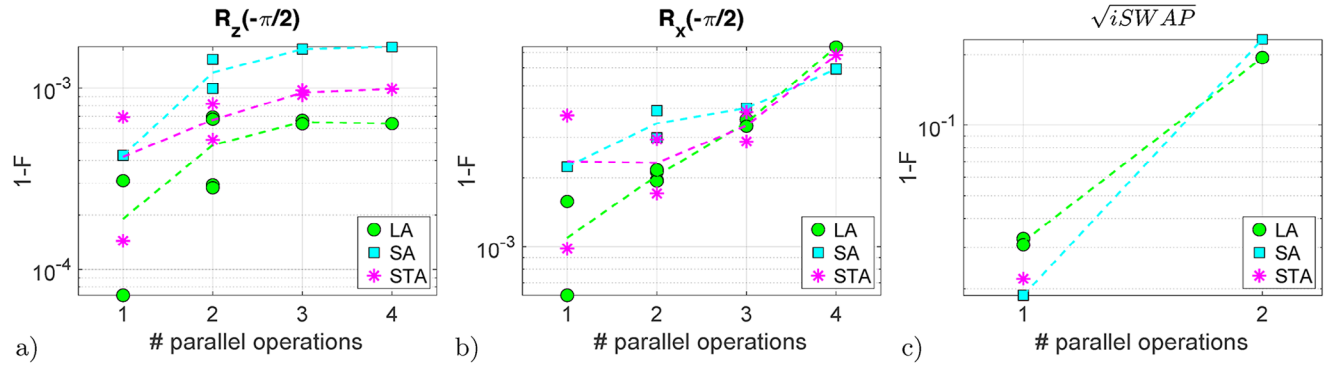 R_z(-π/2)
10^-3
10^-4
1-F
1 2 3 4
# parallel operations
LA
SA
STA
a)
R_x(-π/2)
10^-3
1-F
1 2 3 4
# parallel operations
LA
SA
STA
b)
√iSWAP
10^-1
1-F
1 2
# parallel operations
LA
SA
STA
c)